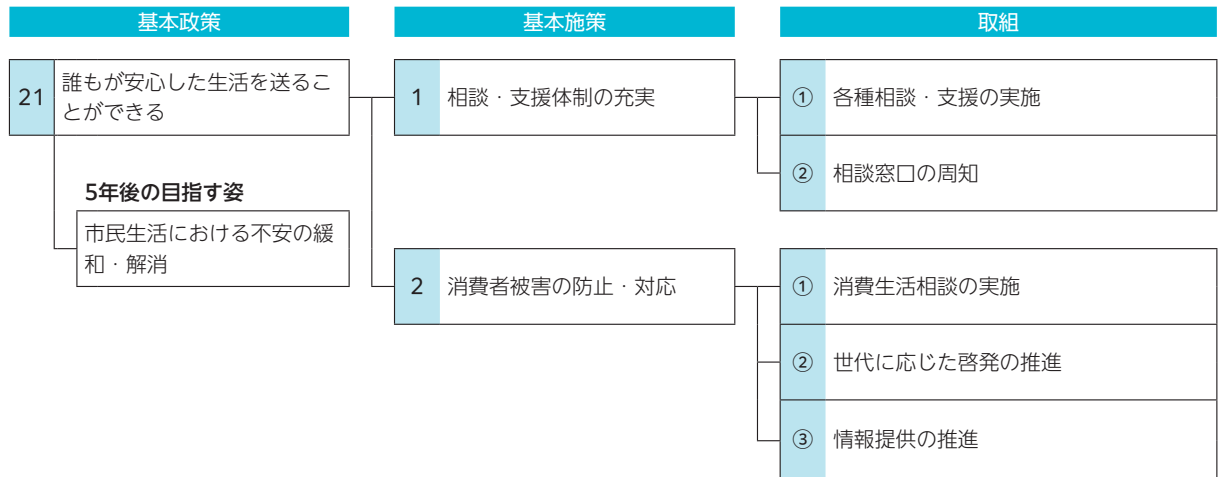 基本政策
基本施策
取組
21
誰もが安心した生活を送るこ
とができる
1
相談・支援体制の充実
①
各種相談・支援の実施
②
相談窓口の周知
5年後の目指す姿
市民生活における不安の緩
和・解消
2
消費者被害の防止・対応
①
消費生活相談の実施
②
世代に応じた啓発の推進
③
情報提供の推進